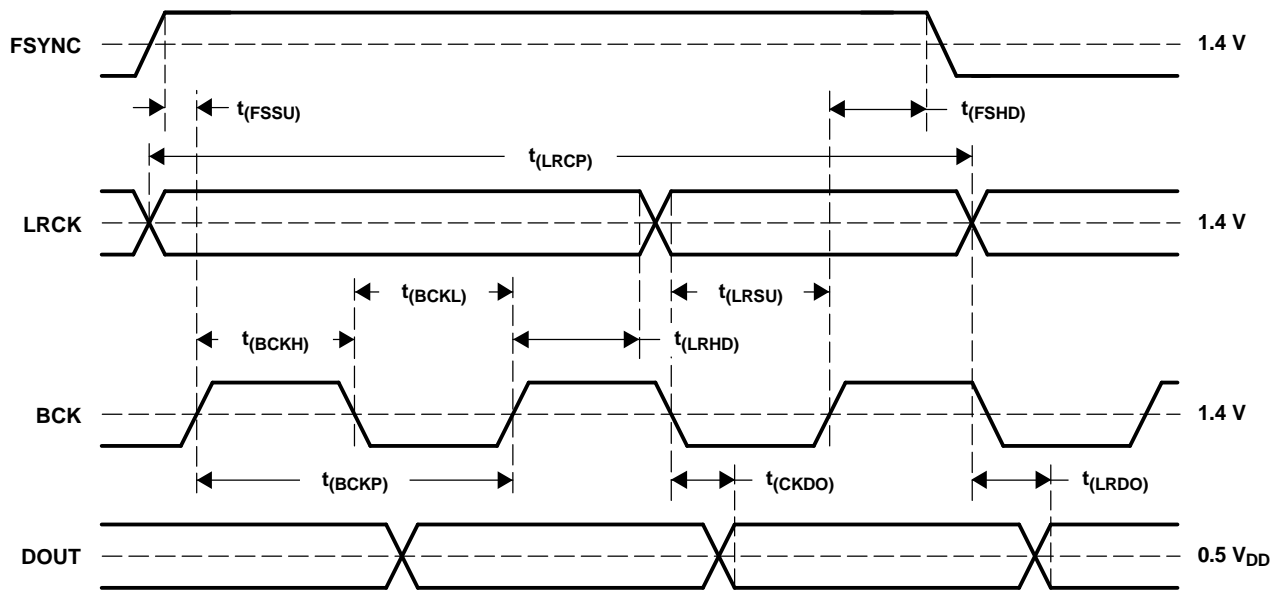 FSYNC
1.4 V
t(FSSU)
t(FSHD)
t(LRCP)
LRCK
1.4 V
t(BCKL)
t(LRSU)
t(BCKH)
t(LRHD)
BCK
1.4 V
t(BCKP)
t(CKDO)
t(LRDO)
DOUT
0.5 VDD